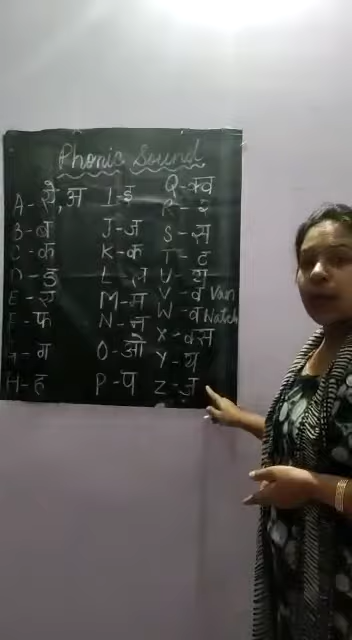 Phonic Sound
A - ऐ, अ
B - ब
C - क
D - ड
E - ए
F - फ
G - ग
H - ह
I - इ
J - ज
K - क
L - ल
M - म
N - न
O - ओ
P - प
Q - क्व
R - र
S - स
T - ट
U - यू
V - व Van
W - व Watch
X - क्स
Y - य
Z - ज